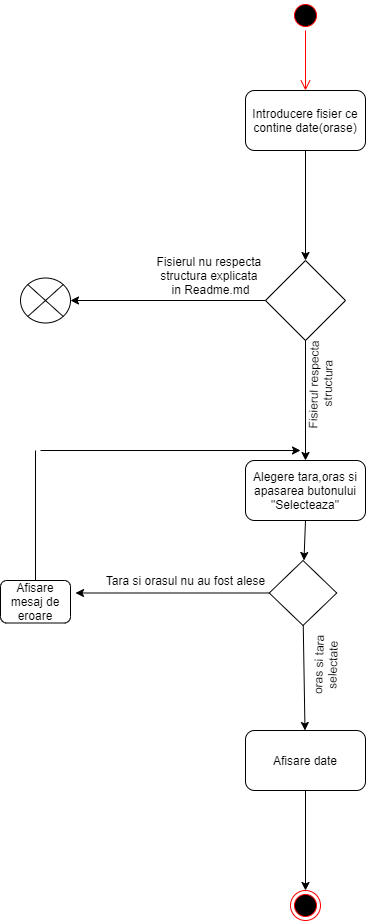 Introducere fisier ce
contine date(orase)
Fisierul nu respecta
structura explicata
in Readme.md
Fisierul respecta
structura
Alegere tara,oras si
apasarea butonului
"Selecteaza"
Tara si orasul nu au fost alese
Afisare
mesaj de
eroare
oras si tara
selectate
Afisare date